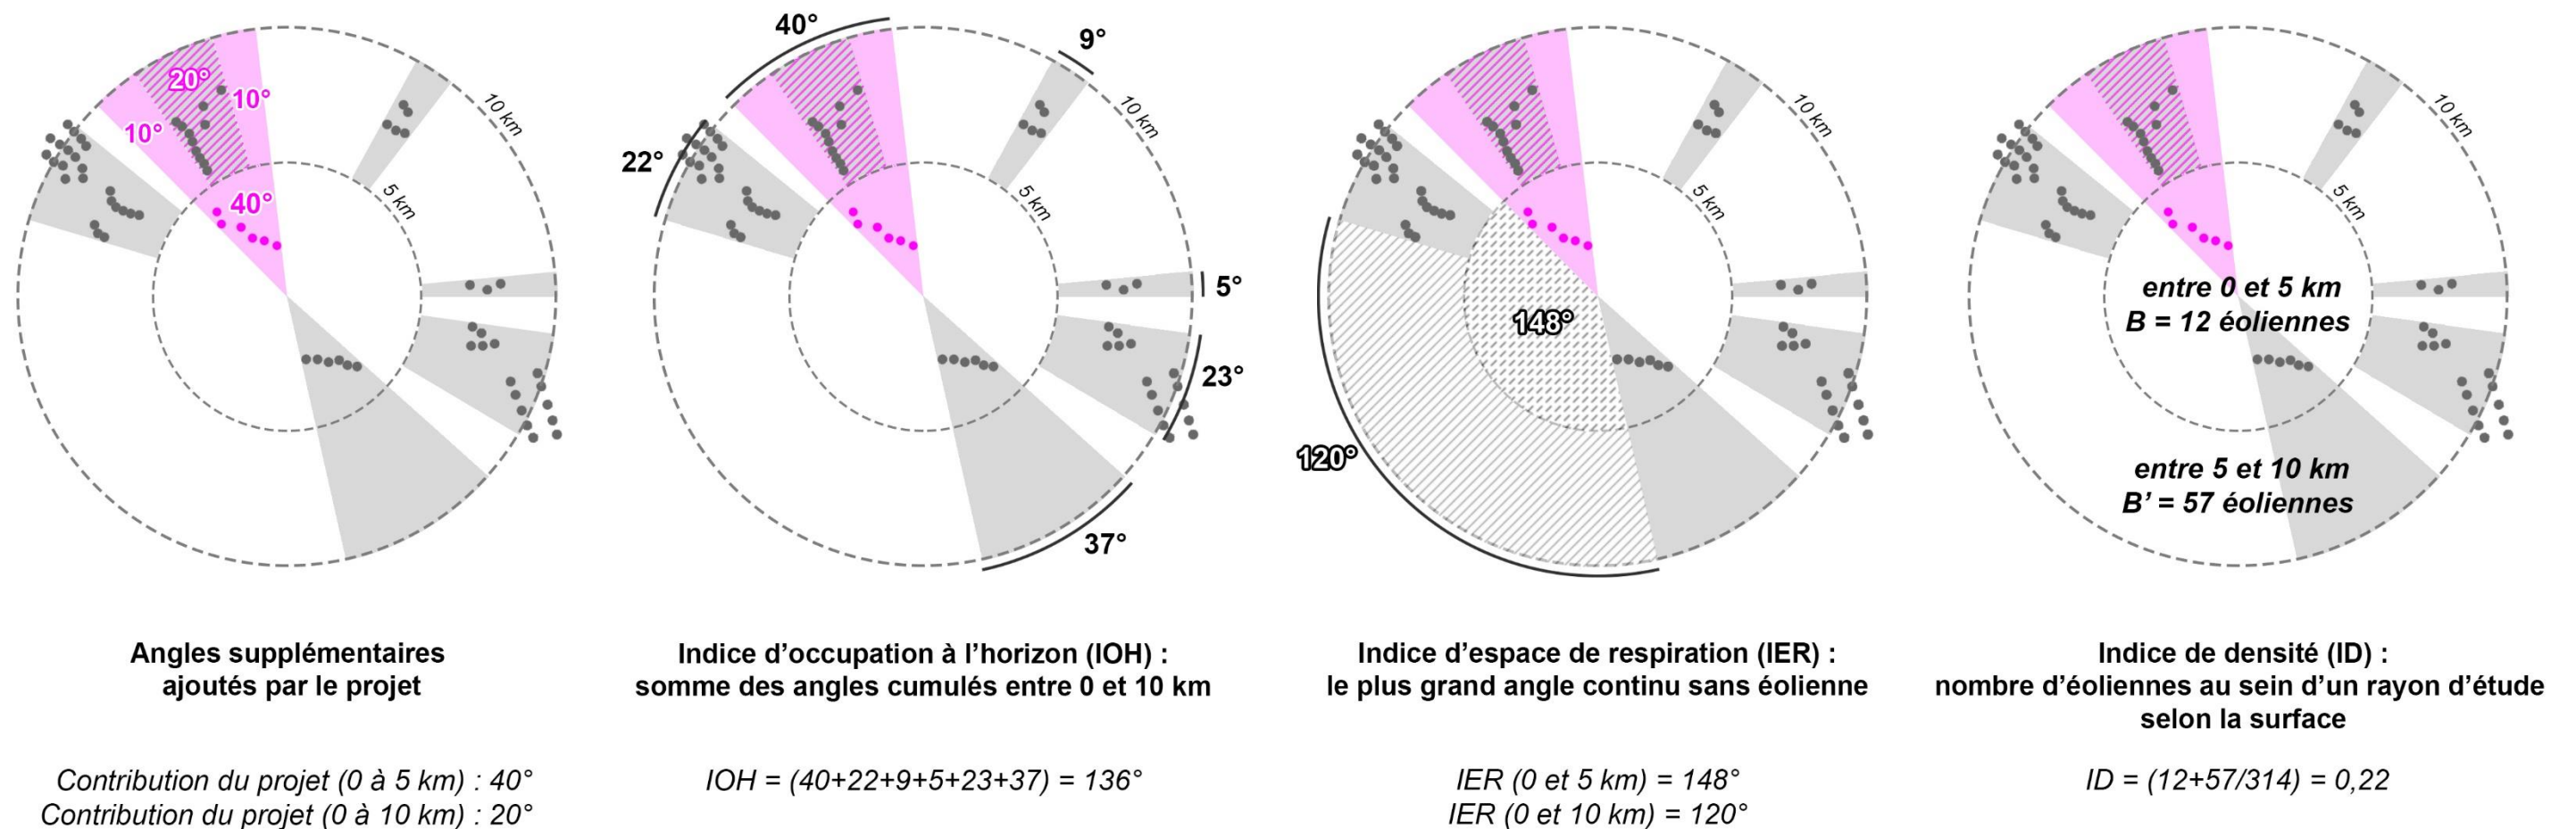 20°
10°
10°
40°
10 km
5 km
40°
9°
22°
5°
23°
37°
10 km
5 km
148°
120°
10 km
5 km
10 km
5 km
entre 0 et 5 km
B = 12 éoliennes
entre 5 et 10 km
B’ = 57 éoliennes
Angles supplémentaires
ajoutés par le projet
Contribution du projet (0 à 5 km) : 40°
Contribution du projet (0 à 10 km) : 20°
Indice d’occupation à l’horizon (IOH) :
somme des angles cumulés entre 0 et 10 km
IOH = (40+22+9+5+23+37) = 136°
Indice d’espace de respiration (IER) :
le plus grand angle continu sans éolienne
IER (0 et 5 km) = 148°
IER (0 et 10 km) = 120°
Indice de densité (ID) :
nombre d’éoliennes au sein d’un rayon d’étude
selon la surface
ID = (12+57/314) = 0,22